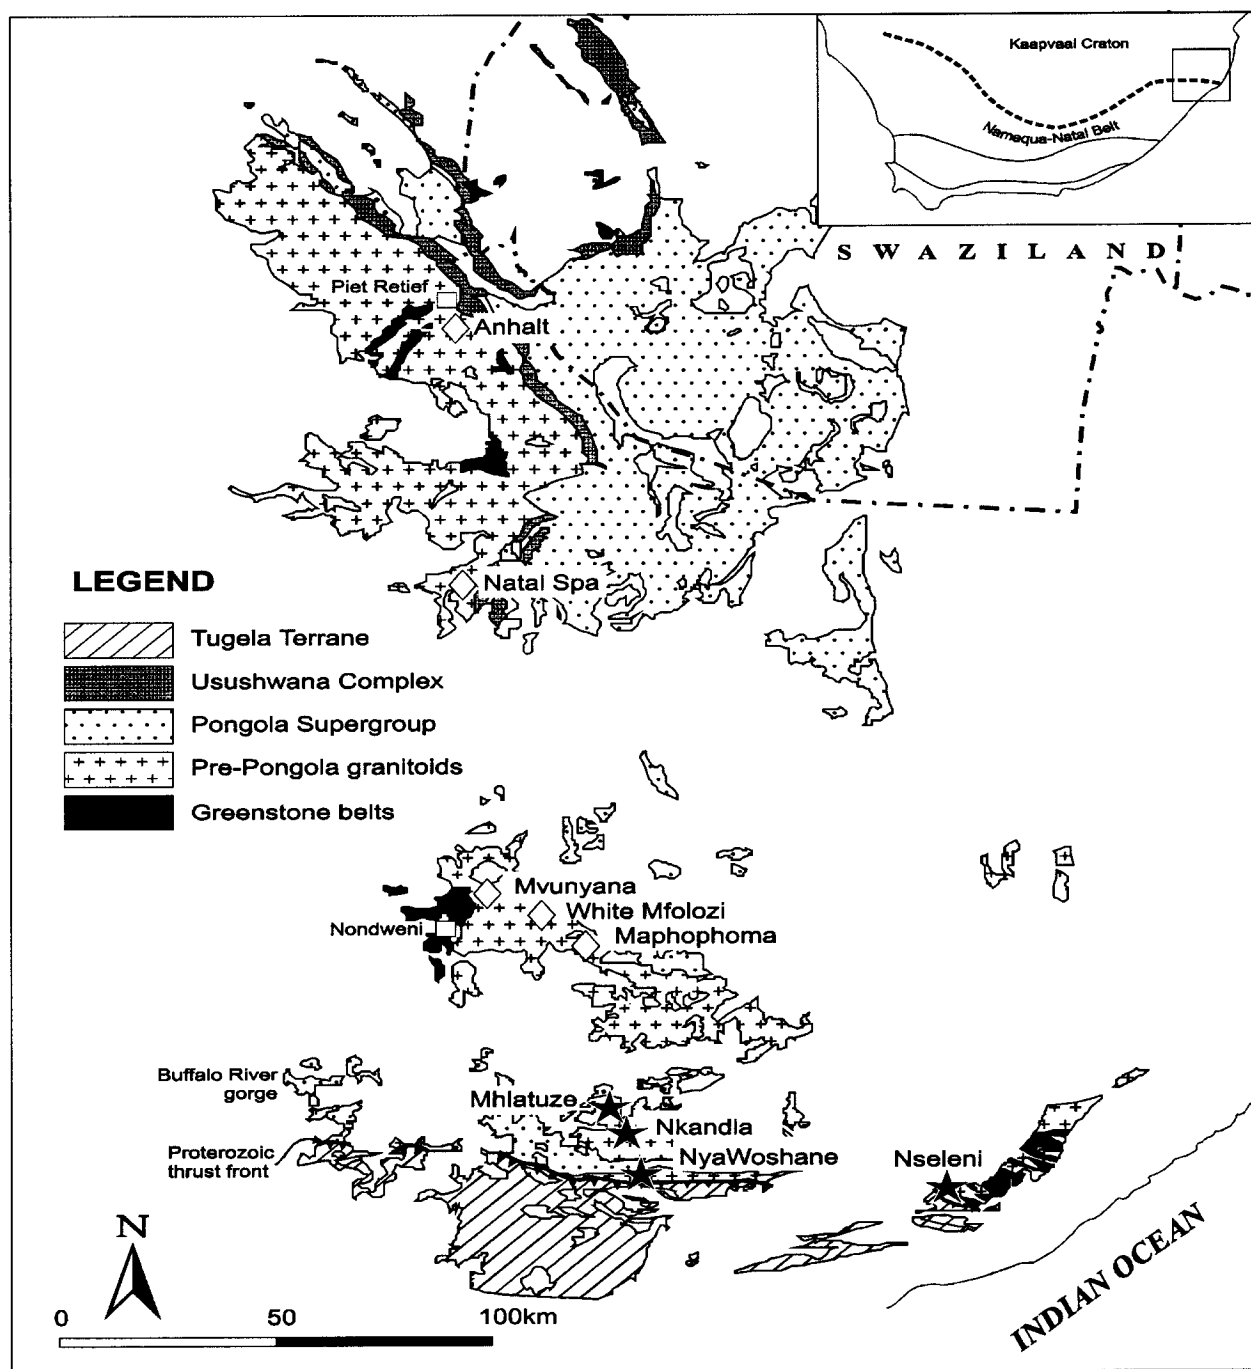 Kaapvaal Craton
Namequa-Natal Belt
S W A Z I L A N D
Piet Retief
Anhalt
Natal Spa
LEGEND
Tugela Terrane
Usushwana Complex
Pongola Supergroup
Pre-Pongola granitoids
Greenstone belts
Mvunyana
White Mfolozi
Nondweni
Maphophoma
Buffalo River
gorge
Mhlatuze
Nkandla
Proterozoic
thrust front
NyaWoshane
Nseleni
N
INDIAN OCEAN
0 50 100km